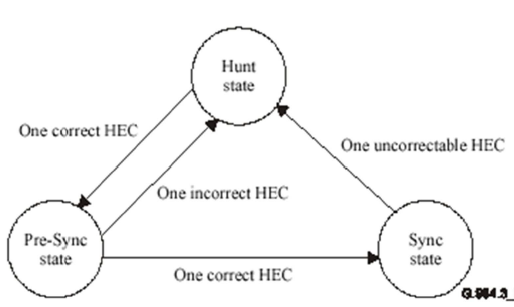 Hunt
state
One correct HEC
One uncorrectable HEC
One incorrect HEC
Pre-Sync
state
Sync
state
One correct HEC